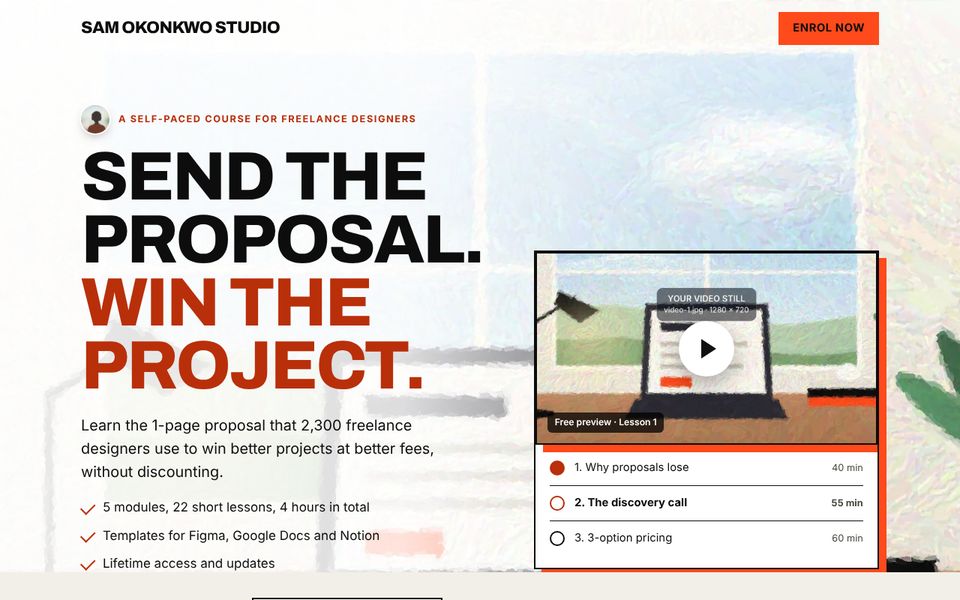 SAM OKONKWO STUDIO
ENROL NOW
A SELF-PACED COURSE FOR FREELANCE DESIGNERS
SEND THE
PROPOSAL.
WIN THE
PROJECT.
Learn the 1-page proposal that 2,300 freelance
designers use to win better projects at better fees,
without discounting.
5 modules, 22 short lessons, 4 hours in total
Templates for Figma, Google Docs and Notion
Lifetime access and updates
YOUR VIDEO STILL
video-1.jpg · 1280 × 720
Free preview · Lesson 1
1. Why proposals lose
40 min
2. The discovery call
55 min
3. 3-option pricing
60 min